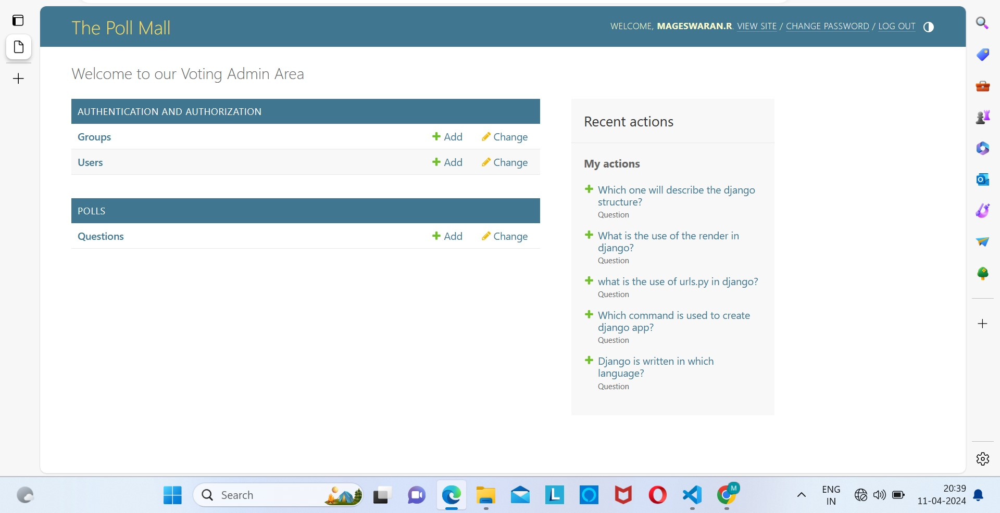 The Poll Mall
WELCOME, MAGESWARAN.R. VIEW SITE / CHANGE PASSWORD / LOG OUT
Welcome to our Voting Admin Area
AUTHENTICATION AND AUTHORIZATION
Groups Add Change
Users Add Change
POLLS
Questions Add Change
Recent actions
My actions
Which one will describe the django
structure?
Question
What is the use of the render in
django?
Question
what is the use of urls.py in django?
Question
Which command is used to create
django app?
Question
Django is written in which
language?
Question
Search
L
M
ENG
IN
20:39
11-04-2024